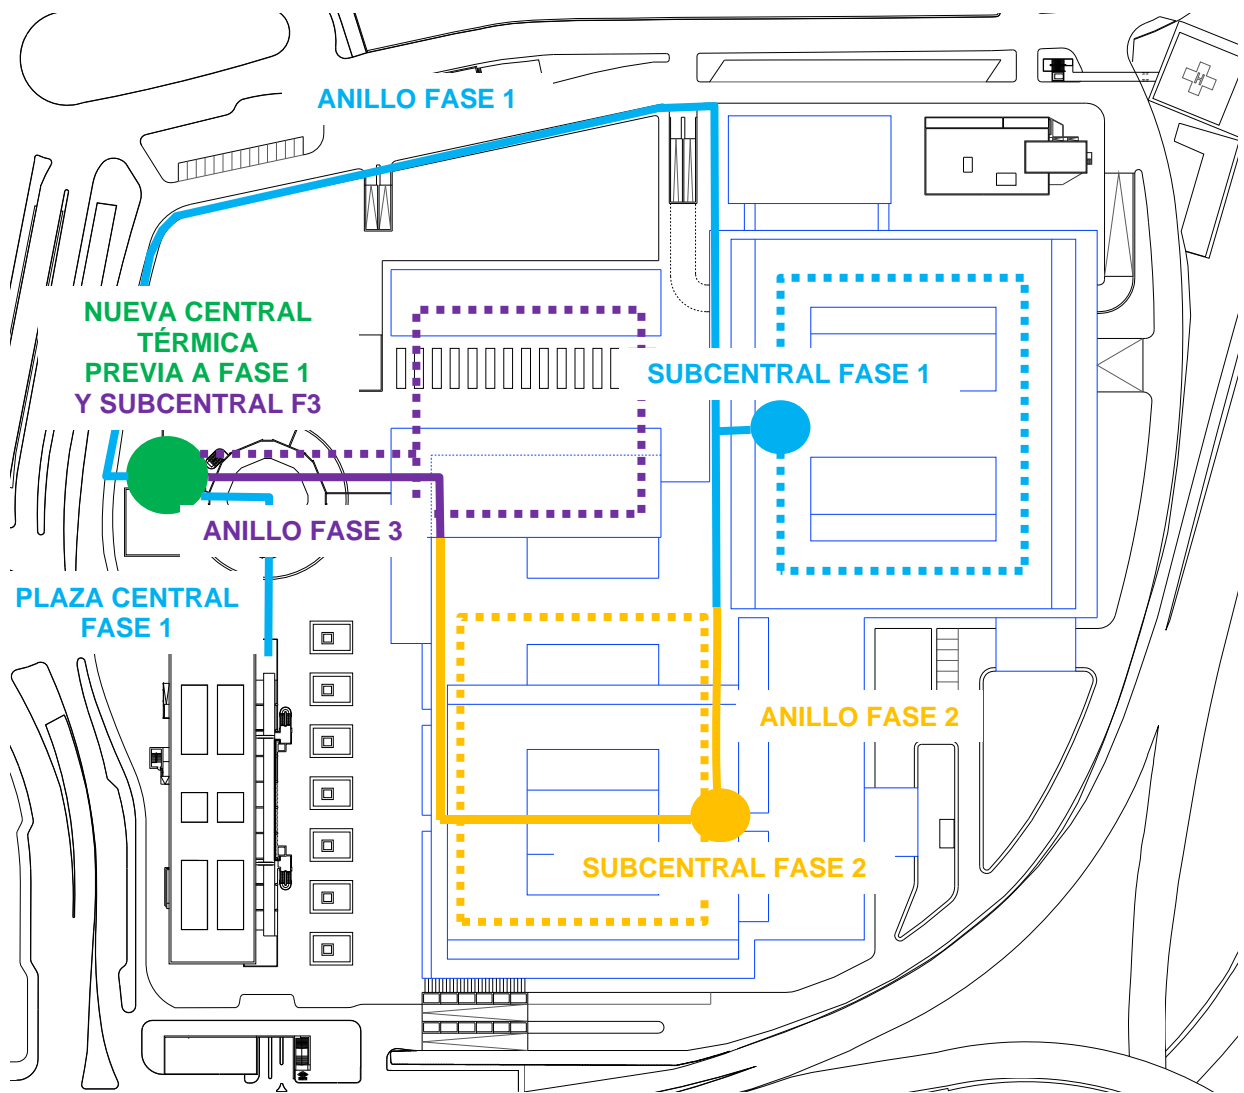 ANILLO FASE 1
H
NUEVA CENTRAL
TÉRMICA
PREVIA A FASE 1
Y SUBCENTRAL F3
SUBCENTRAL FASE 1
ANILLO FASE 3
PLAZA CENTRAL
FASE 1
ANILLO FASE 2
SUBCENTRAL FASE 2